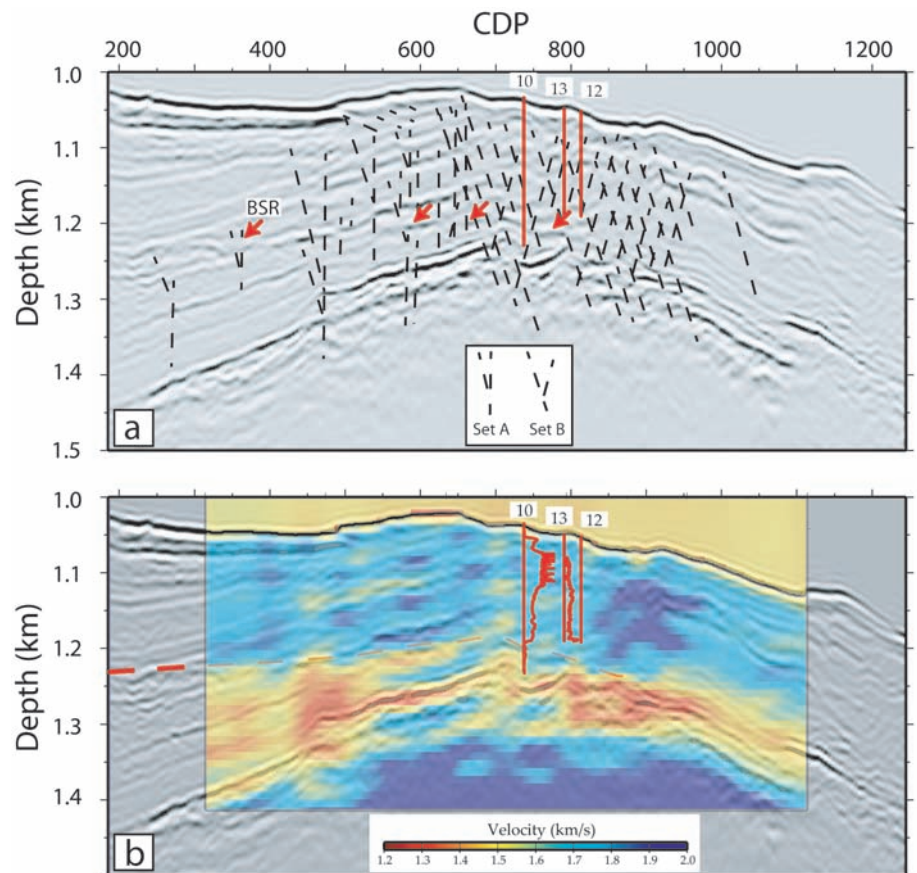 CDP
200 400 600 800 1000 1200
Depth (km)
1.0
1.1
1.2
1.3
1.4
1.5
10 13 12
BSR
Set A Set B
a
Depth (km)
1.0
1.1
1.2
1.3
1.4
10 13 12
Velocity (km/s)
1.2 1.3 1.4 1.5 1.6 1.7 1.8 1.9 2.0
b